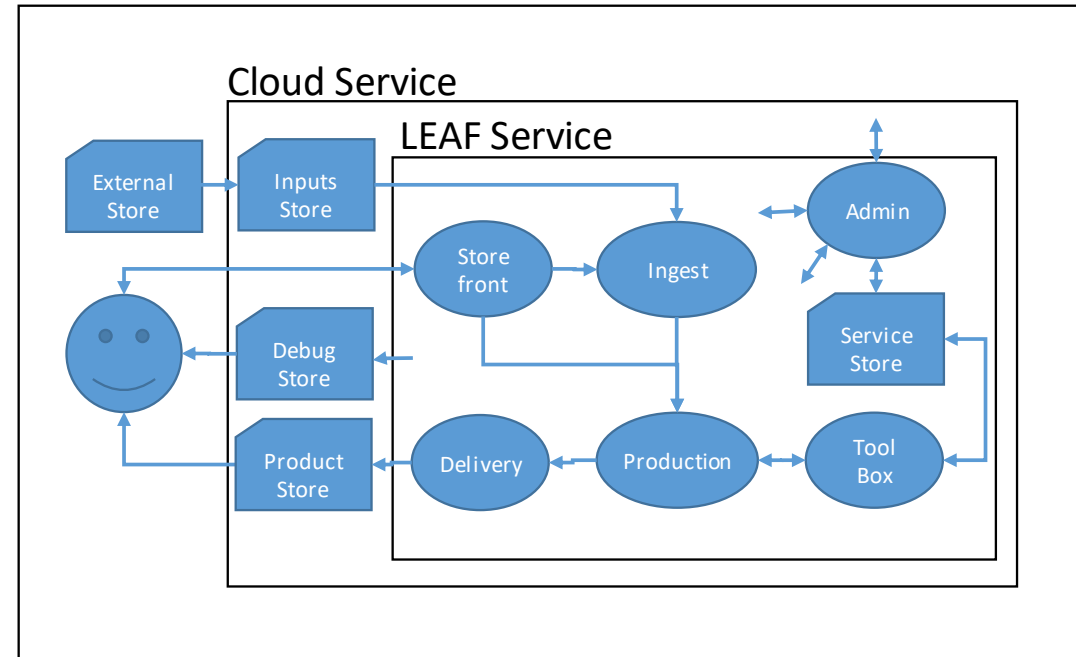 Cloud Service
LEAF Service
External
Store
Inputs
Store
Admin
Store
front
Ingest
Debug
Store
Service
Store
Product
Store
Delivery
Production
Tool
Box